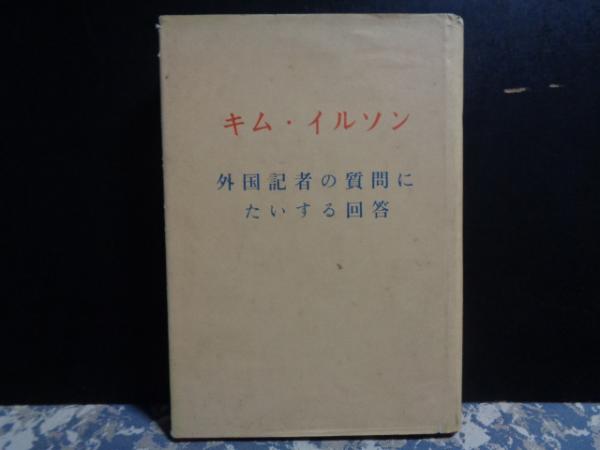 キム・イルソン
外国記者の質問に
たいする回答